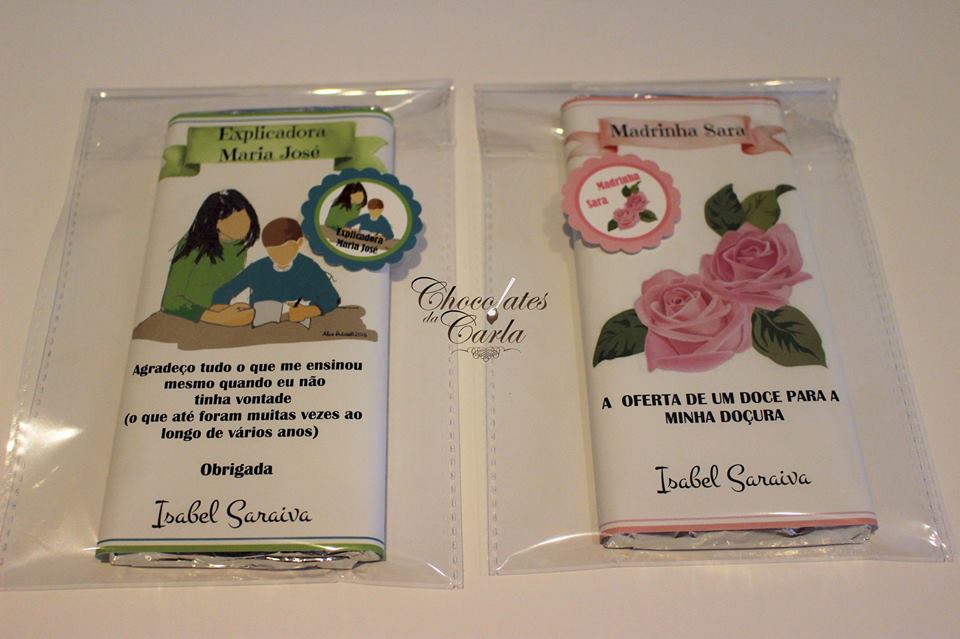 Explicadora
Maria José
Explicadora
Maria José
Agradeço tudo o que me ensinou
mesmo quando eu não
tinha vontade
(o que até foram muitas vezes ao
longo de vários anos)
Obrigada
Isabel Saraiva
Chocolates
da
Carla
Madrinha Sara
Madrinha
Sara
A OFERTA DE UM DOCE PARA A
MINHA DOÇURA
Isabel Saraiva